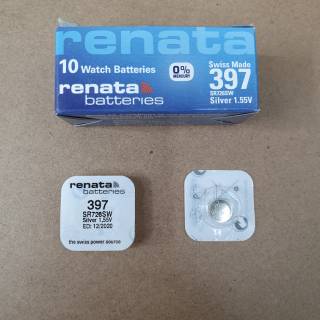 renata
10 Watch Batteries
0%
MERCURY
Swiss Made
397
SR726SW
Silver 1.55V
renata
batteries
renata
batteries
397
SR726SW
Silver 1.55V
ED: 12/2020
the swiss power source